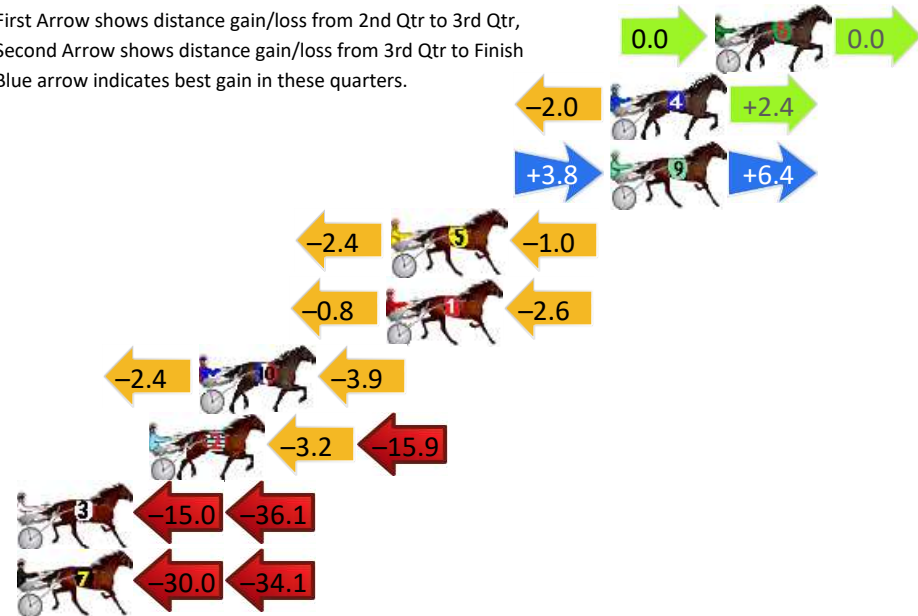 First Arrow shows distance gain/loss from 2nd Qtr to 3rd Qtr,
Second Arrow shows distance gain/loss from 3rd Qtr to Finish
Blue arrow indicates best gain in these quarters.
0.0 6 0.0
−2.0 4 +2.4
+3.8 9 +6.4
−2.4 5 −1.0
−0.8 1 −2.6
−2.4 10 −3.9
2 −3.2 −15.9
3 −15.0 −36.1
7 −30.0 −34.1